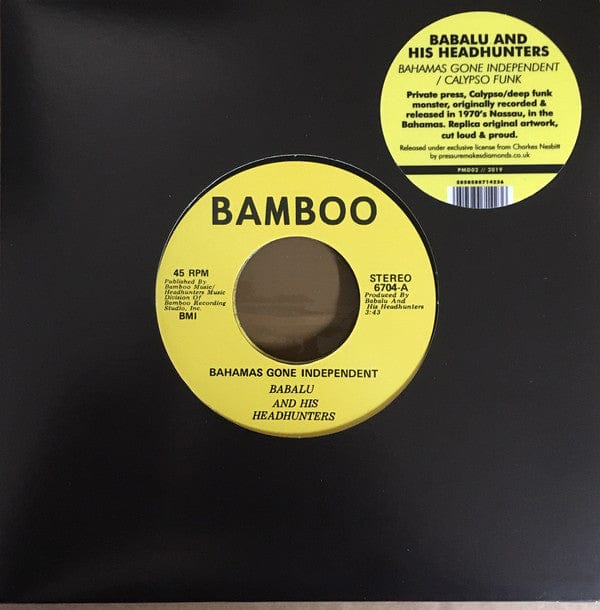 BABALU AND
HIS HEADHUNTERS
BAHAMAS GONE INDEPENDENT
/ CALYPSO FUNK
Private press, Calypso/deep funk
monster, originally recorded &
released in 1970's Nassau, in the
Bahamas. Replica original artwork,
cut loud & proud.
Released under exclusive license from Charles Nesbitt
by pressuremakesdiamonds.co.uk
PMD02 // 2019
BAMBOO
45 RPM
Published By
Bamboo Music/
Headhunters Music
Division Of
Bamboo Recording
Studio, Inc.
BMI
STEREO
6704-A
Produced By
Babalu And
His Headhunters
3:43
BAHAMAS GONE INDEPENDENT
BABALU
AND HIS
HEADHUNTERS